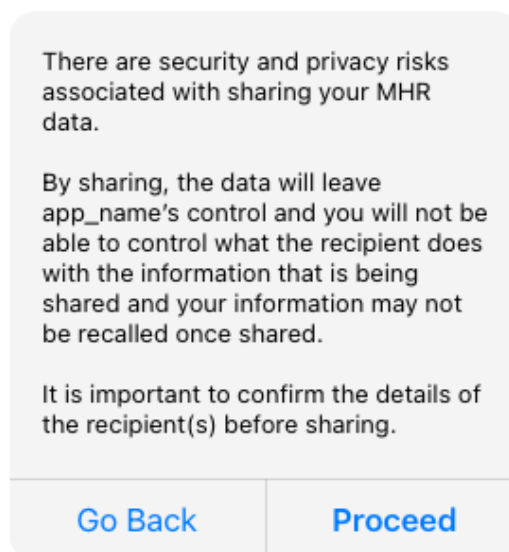 There are security and privacy risks
associated with sharing your MHR
data.
By sharing, the data will leave
app_name's control and you will not be
able to control what the recipient does
with the information that is being
shared and your information may not
be recalled once shared.
It is important to confirm the details of
the recipient(s) before sharing.
Go Back
Proceed